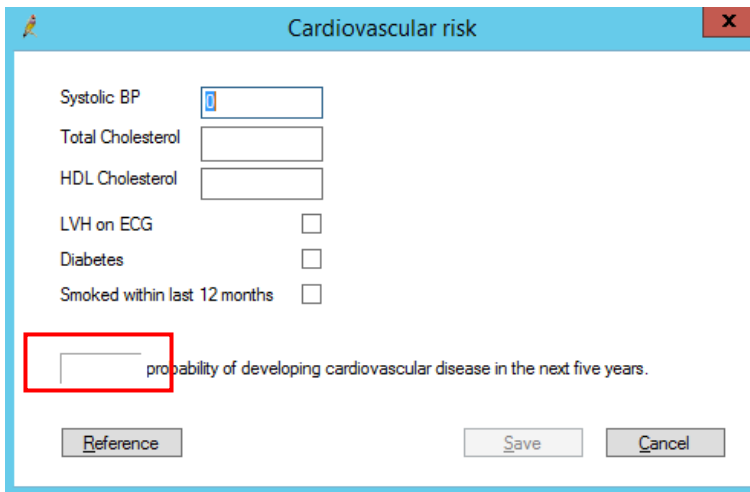 Cardiovascular risk x
Systolic BP 0
Total Cholesterol
HDL Cholesterol
LVH on ECG
Diabetes
Smoked within last 12 months
probability of developing cardiovascular disease in the next five years.
Reference Save Cancel